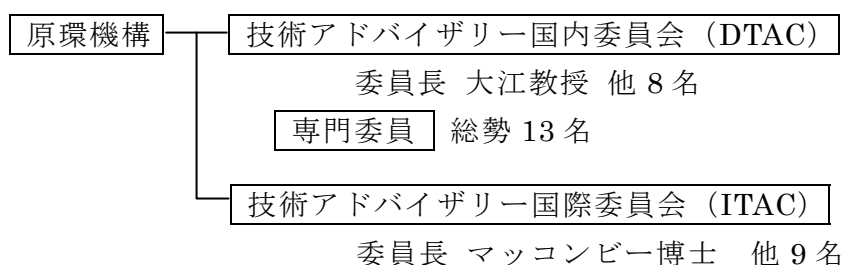 原環機構 技術アドバイザリー国内委員会（DTAC）
委員長 大江教授 他 8 名
専門委員 総勢 13 名
技術アドバイザリー国際委員会（ITAC）
委員長 マッコンビー博士 他 9 名